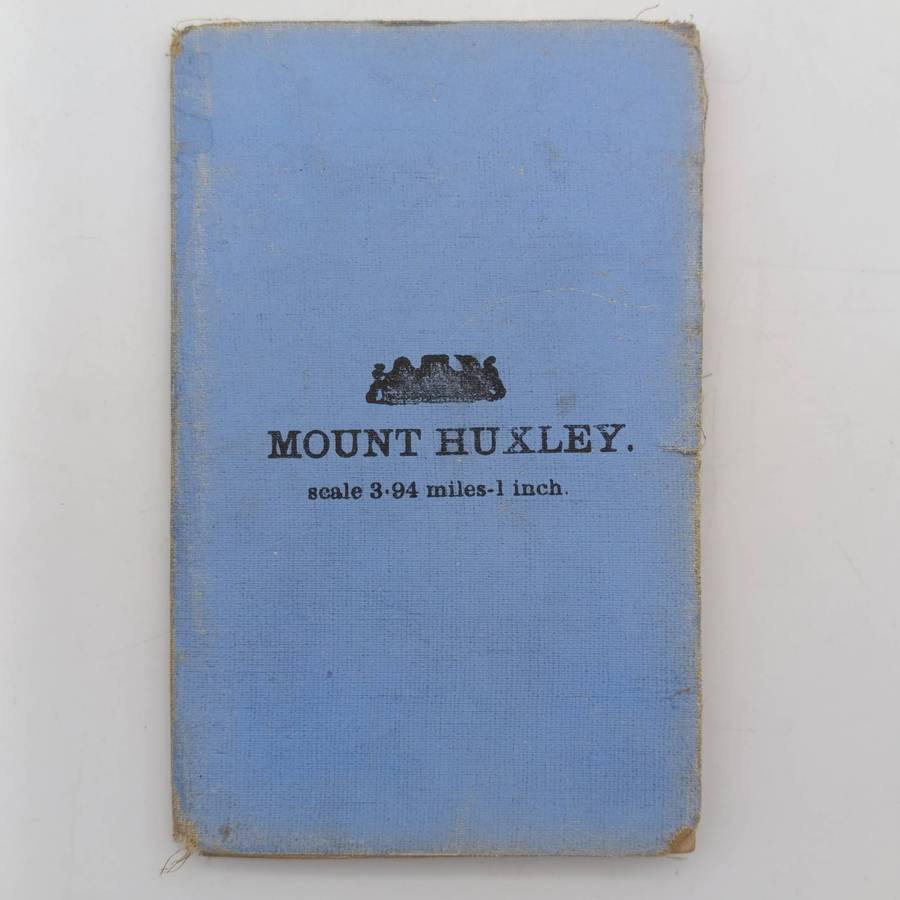 MOUNT HUXLEY.
scale 3·94 miles-1 inch.